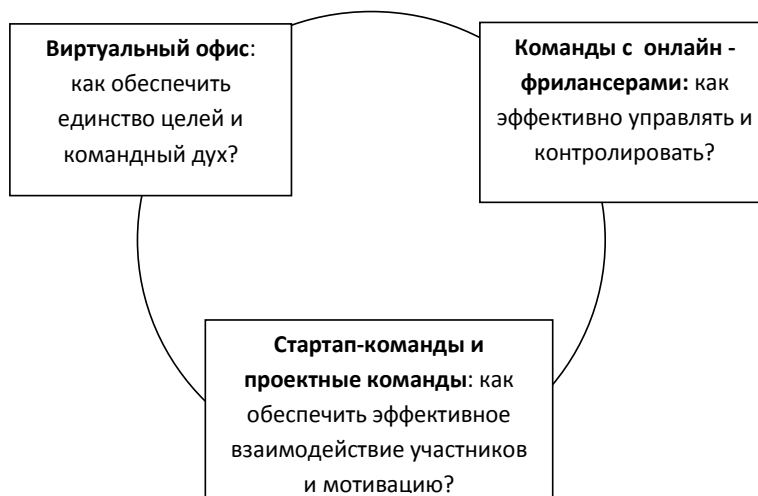 Виртуальный офис:
как обеспечить
единство целей и
командный дух?
Команды с онлайн -
фрилансерами: как
эффективно управлять и
контролировать?
Стартап-команды и
проектные команды: как
обеспечить эффективное
взаимодействие участников
и мотивацию?